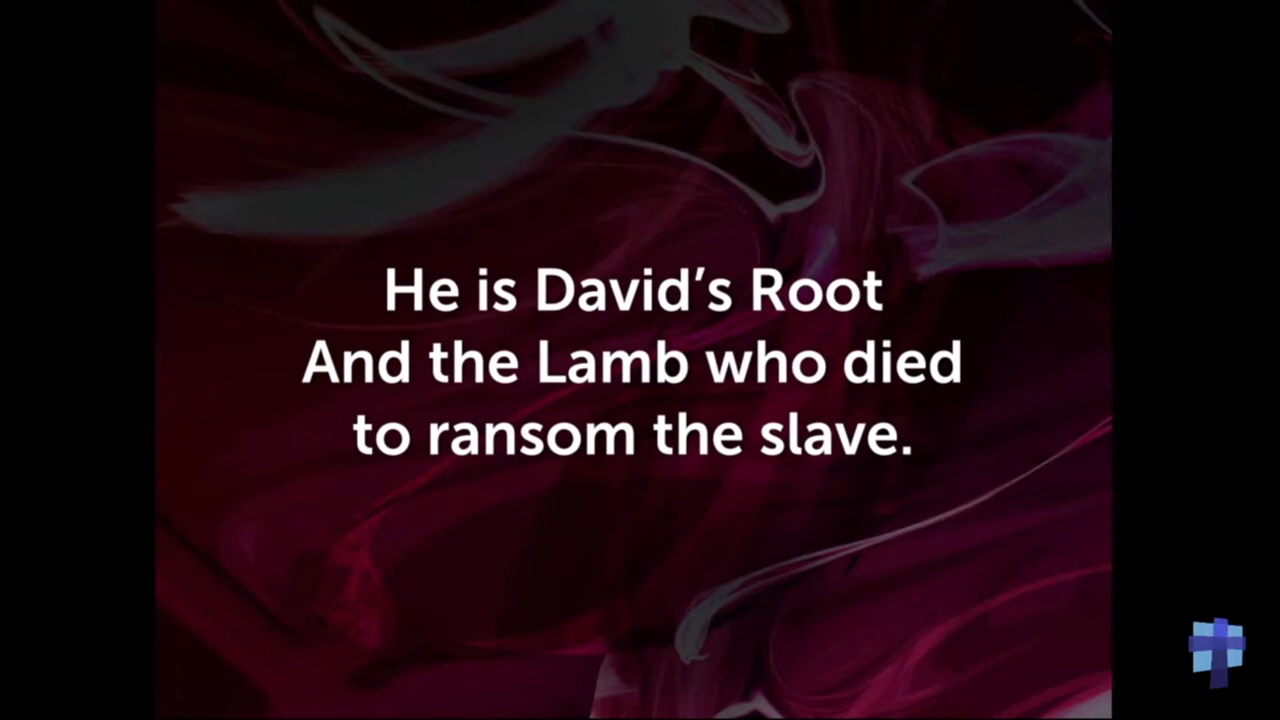 He is David’s Root
And the Lamb who died
to ransom the slave.